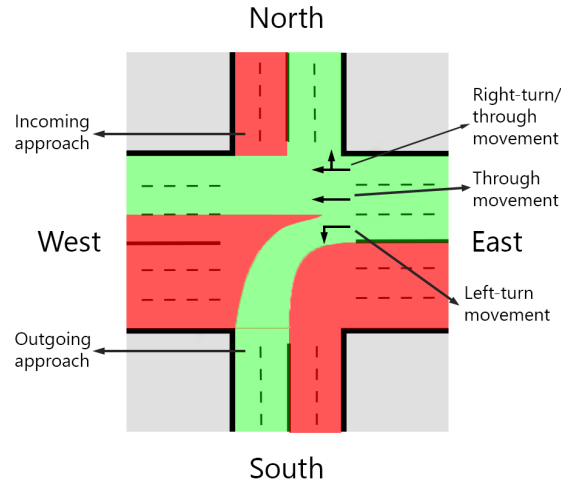 North
Right-turn/
through
movement
Incoming
approach
Through
movement
West
East
Left-turn
movement
Outgoing
approach
South